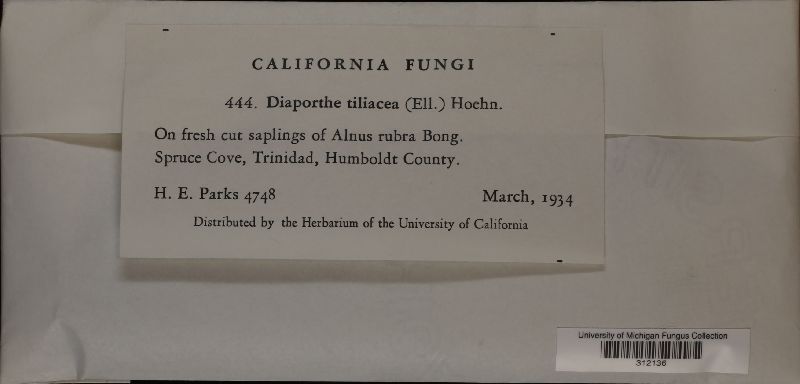 CALIFORNIA FUNGI
444. Diaporthe tiliacea (Ell.) Hoehn.
On fresh cut saplings of Alnus rubra Bong.
Spruce Cove, Trinidad, Humboldt County.
H. E. Parks 4748 March, 1934
Distributed by the Herbarium of the University of California
University of Michigan Fungus Collection
312136